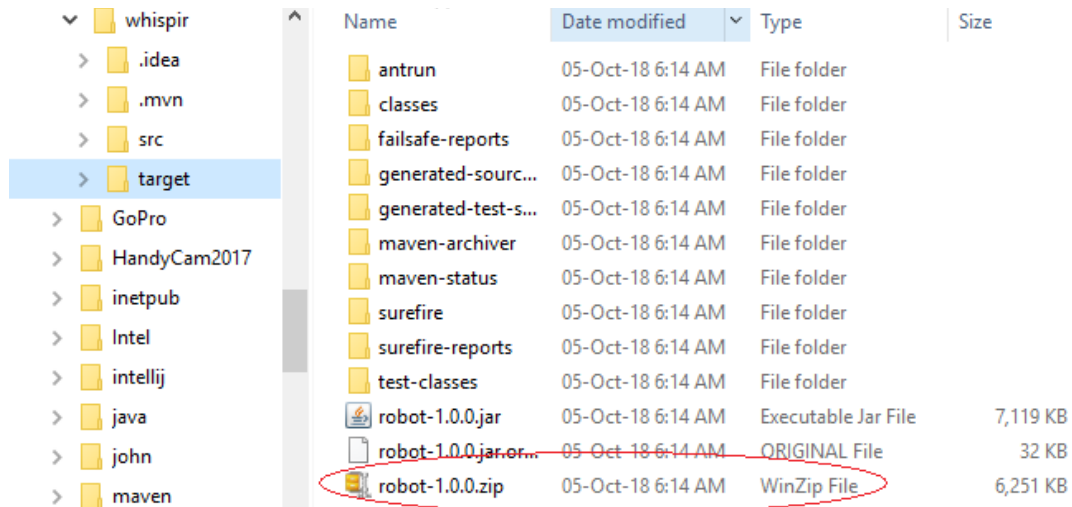 whispir
.idea
.mvn
src
target
GoPro
HandyCam2017
inetpub
Intel
intellij
java
john
maven
Name Date modified Type Size
antrun 05-Oct-18 6:14 AM File folder
classes 05-Oct-18 6:14 AM File folder
failsafe-reports 05-Oct-18 6:14 AM File folder
generated-sourc... 05-Oct-18 6:14 AM File folder
generated-test-s... 05-Oct-18 6:14 AM File folder
maven-archiver 05-Oct-18 6:14 AM File folder
maven-status 05-Oct-18 6:14 AM File folder
surefire 05-Oct-18 6:14 AM File folder
surefire-reports 05-Oct-18 6:14 AM File folder
test-classes 05-Oct-18 6:14 AM File folder
robot-1.0.0.jar 05-Oct-18 6:14 AM Executable Jar File 7,119 KB
robot-1.0.0.jar.or... 05-Oct-18 6:14 AM ORIGINAL File 32 KB
robot-1.0.0.zip 05-Oct-18 6:14 AM WinZip File 6,251 KB